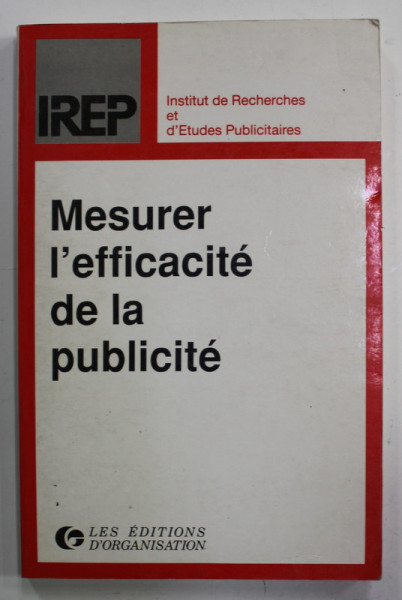 IREP
Institut de Recherches
et
d'Etudes Publicitaires
Mesurer
l'efficacité
de la
publicité
LES ÉDITIONS
D'ORGANISATION